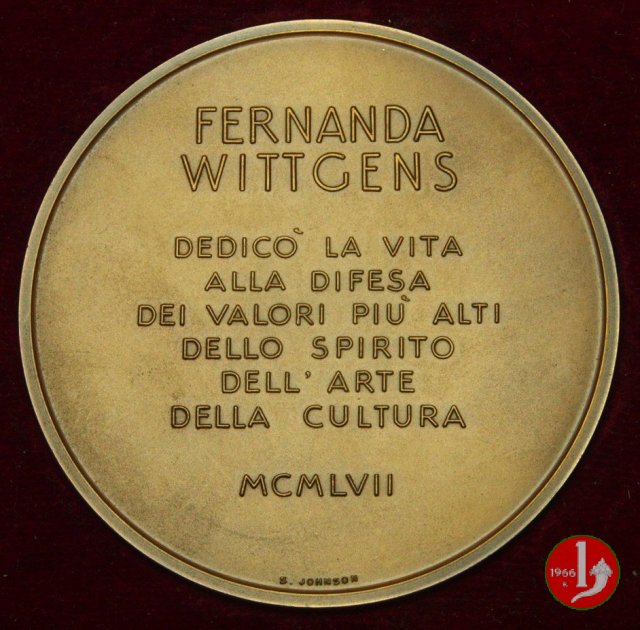 FERNANDA
WITTGENS
DEDICÒ LA VITA
ALLA DIFESA
DEI VALORI PIÙ ALTI
DELLO SPIRITO
DELL' ARTE
DELLA CULTURA
MCMLVII
S. JOHNSON
1966